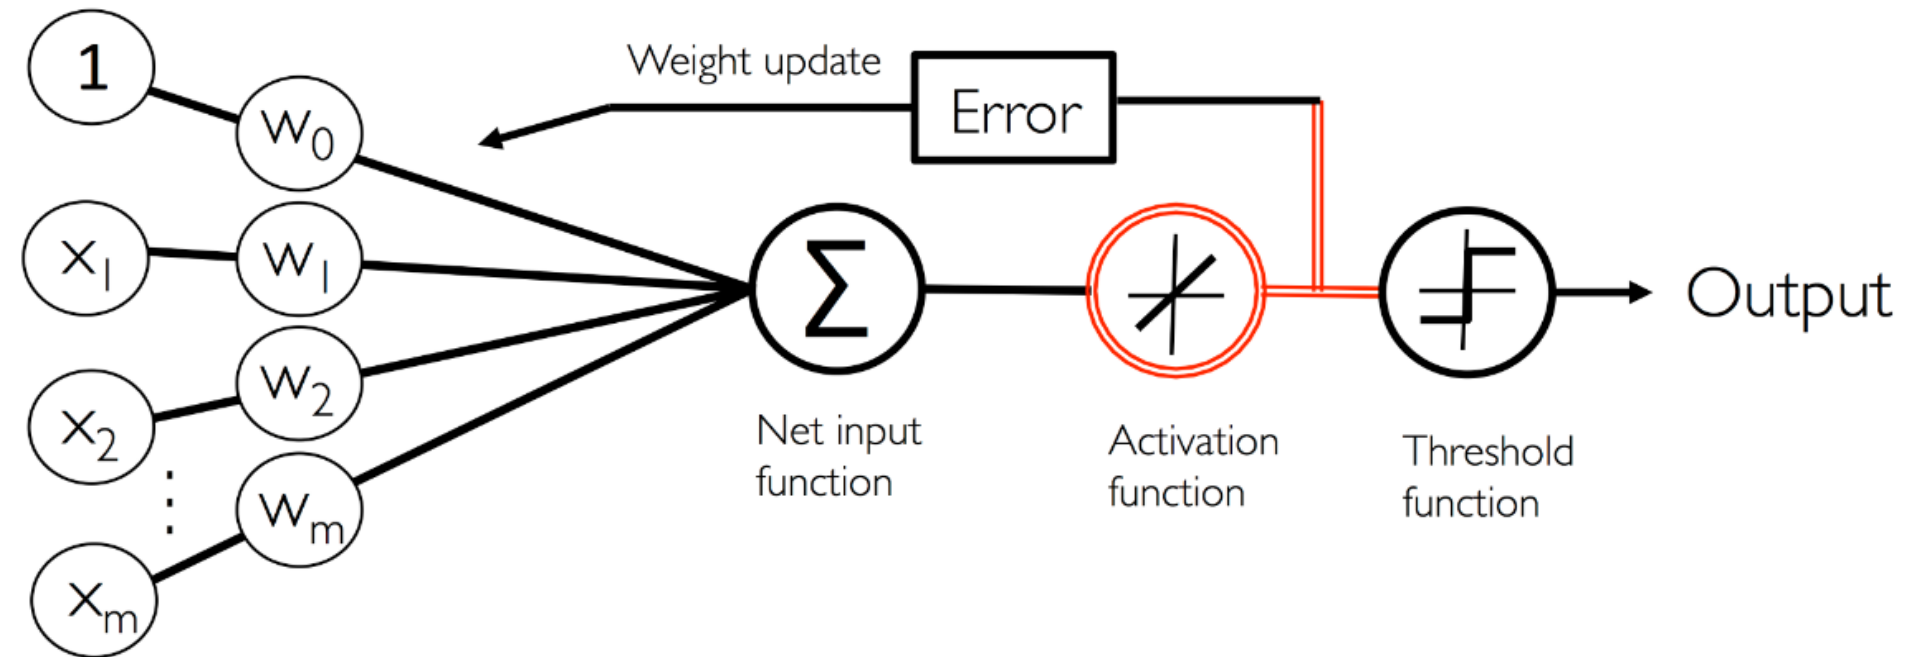 1
w0
Weight update
Error
x1
w1
Σ
Output
x2
w2
Net input
function
Activation
function
Threshold
function
wm
xm